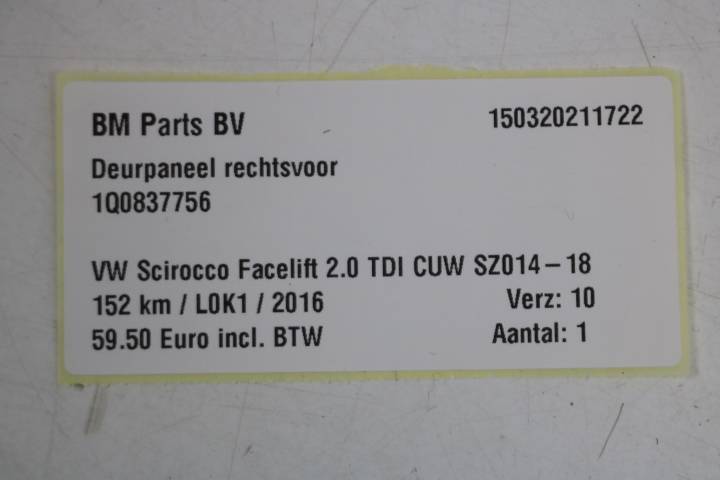 BM Parts BV 150320211722
Deurpaneel rechtsvoor
1Q0837756
VW Scirocco Facelift 2.0 TDI CUW SZ014-18
152 km / L0K1 / 2016 Verz: 10
59.50 Euro incl. BTW Aantal: 1